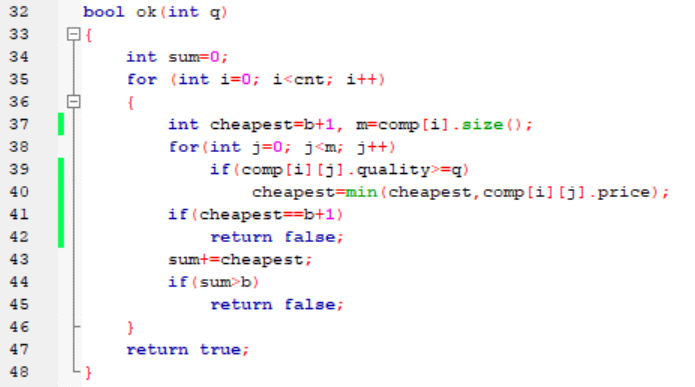 32 bool ok(int q)
33 {
34     int sum=0;
35     for (int i=0; i<cnt; i++)
36     {
37         int cheapest=b+1, m=comp[i].size();
38         for(int j=0; j<m; j++)
39             if(comp[i][j].quality>=q)
40                 cheapest=min(cheapest,comp[i][j].price);
41         if(cheapest==b+1)
42             return false;
43         sum+=cheapest;
44         if(sum>b)
45             return false;
46     }
47     return true;
48 }